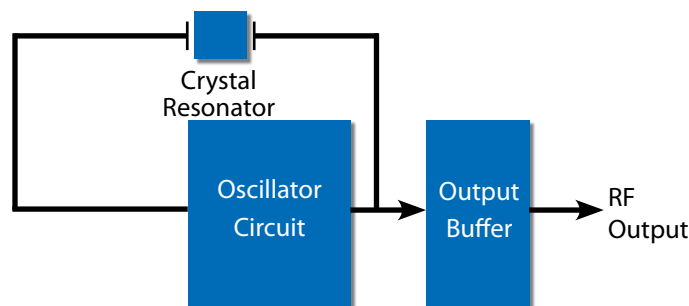 Crystal
Resonator
Oscillator
Circuit
Output
Buffer
RF
Output